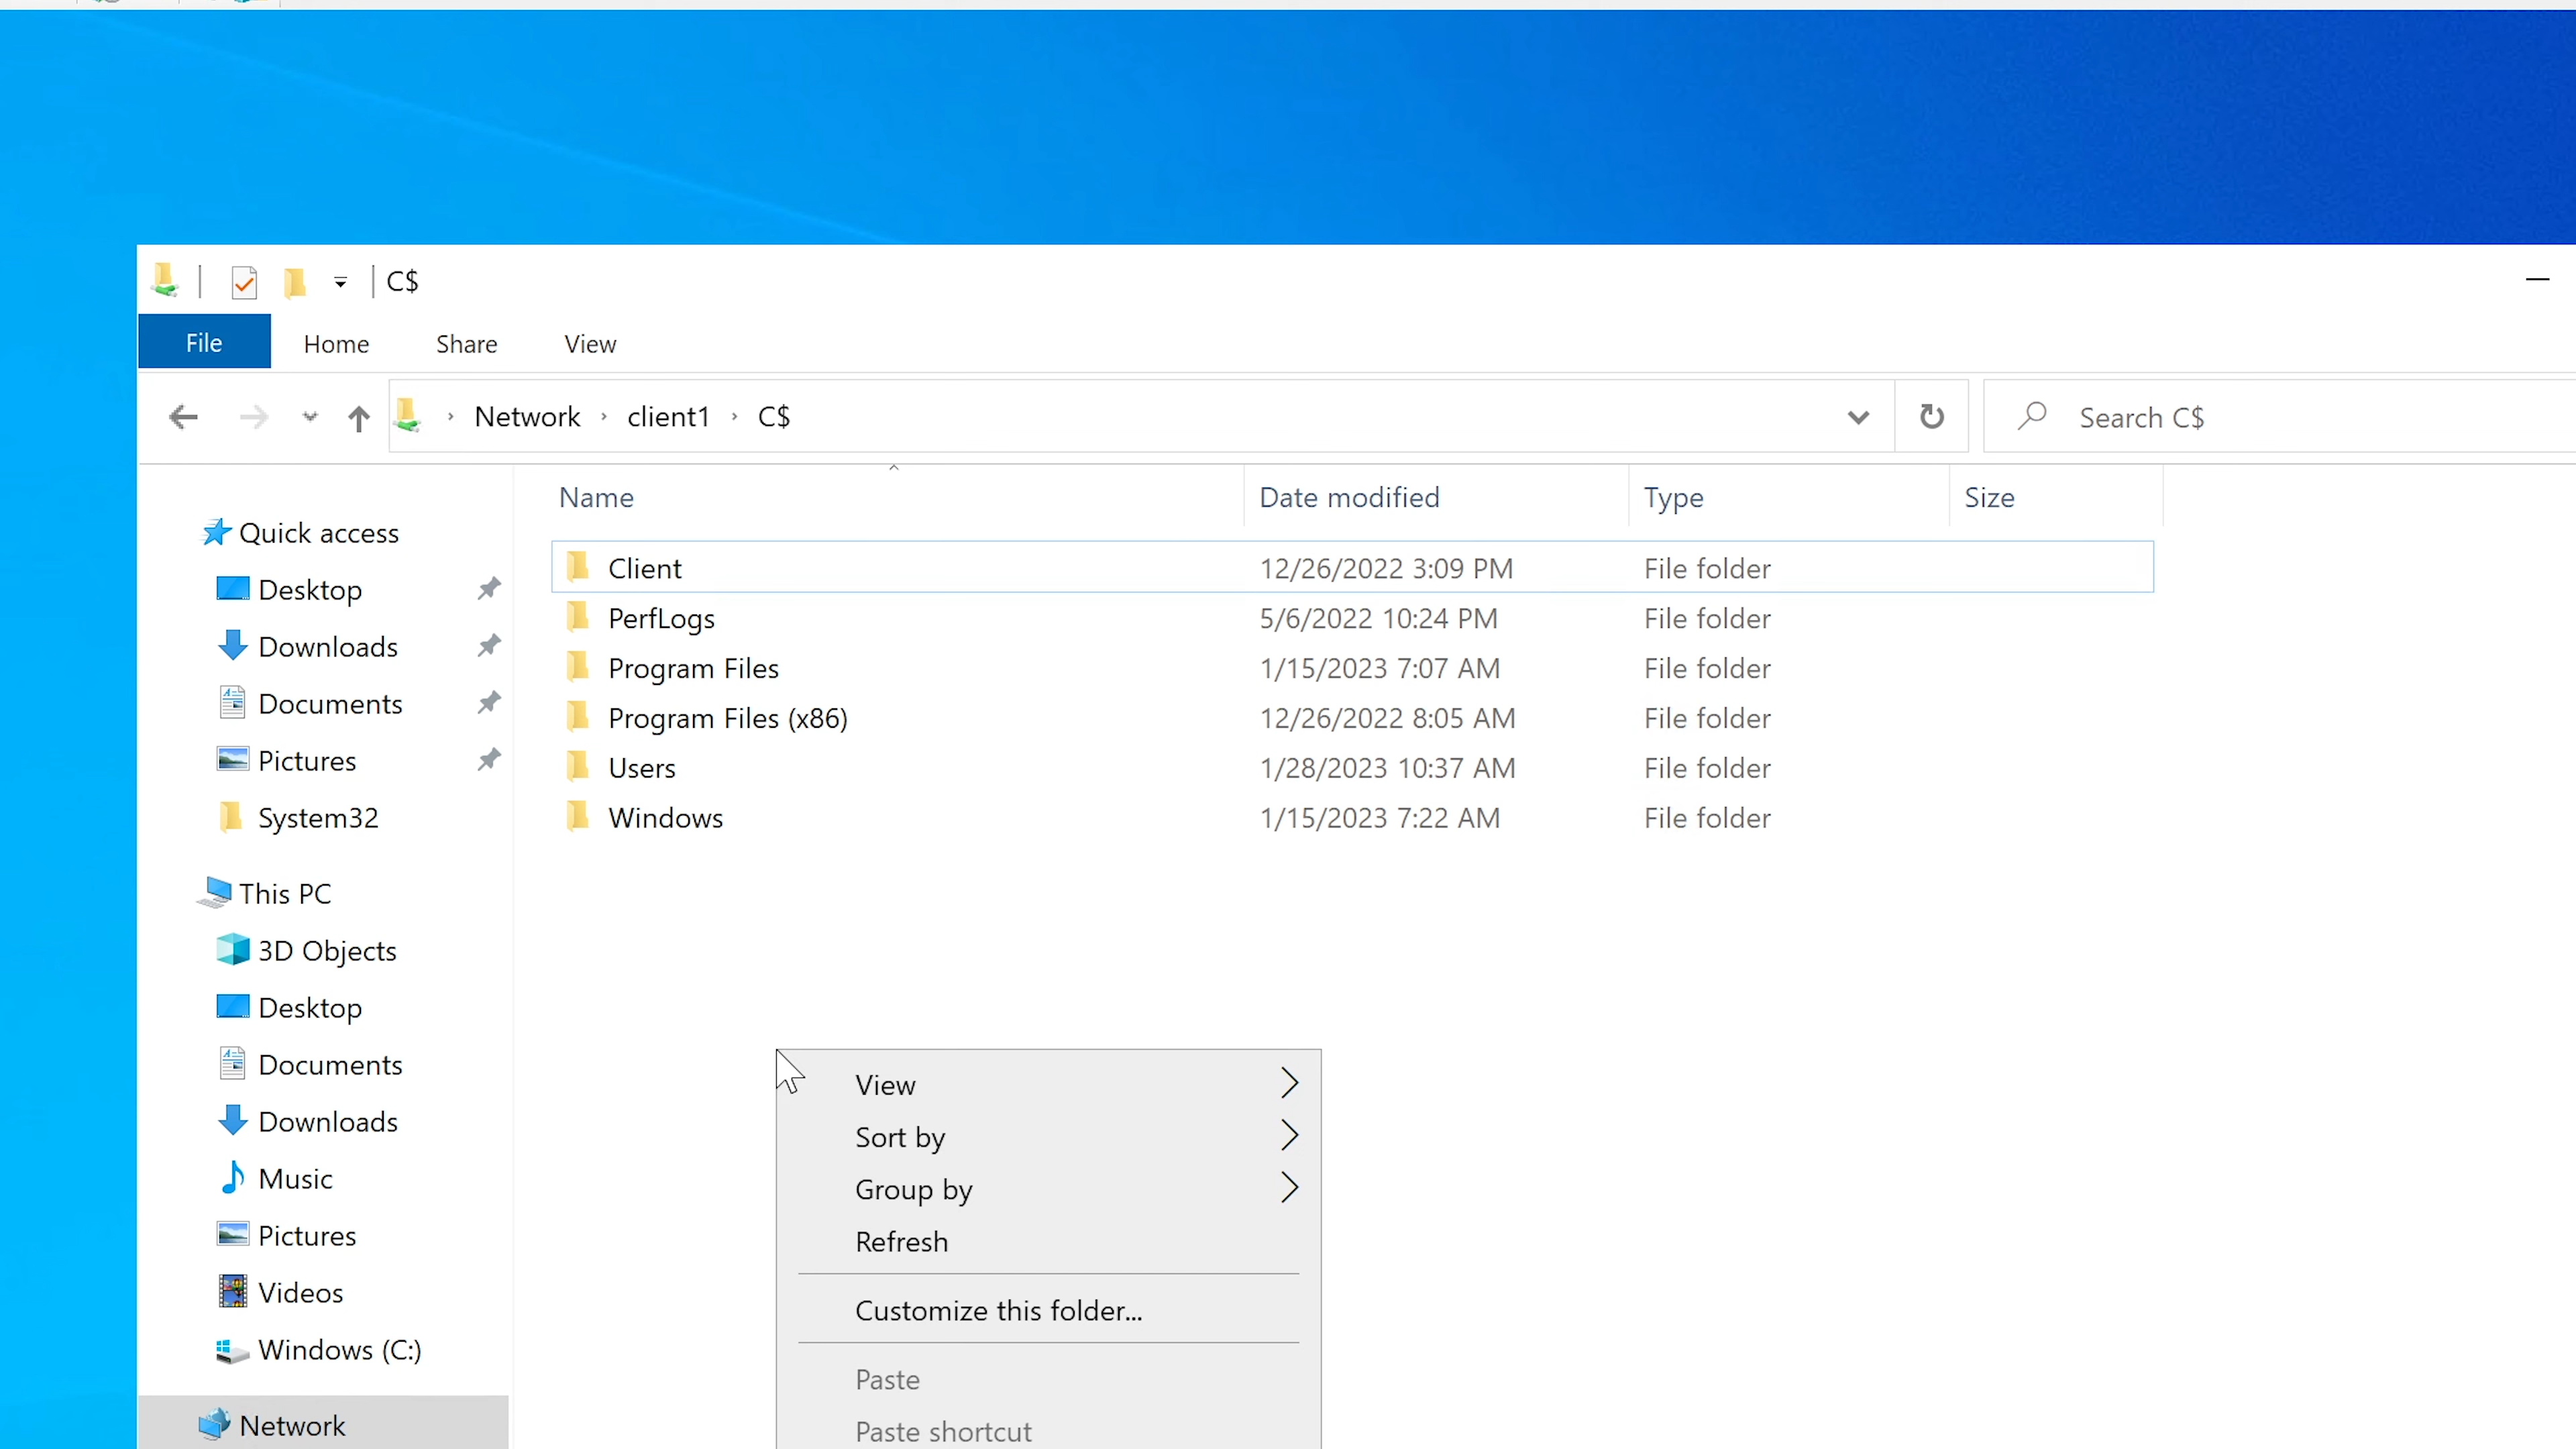 C$
File Home Share View
Network client1 C$
Search C$
Name Date modified Type Size
Quick access
Desktop
Downloads
Documents
Pictures
System32
This PC
3D Objects
Desktop
Documents
Downloads
Music
Pictures
Videos
Windows (C:)
Network
Client 12/26/2022 3:09 PM File folder
PerfLogs 5/6/2022 10:24 PM File folder
Program Files 1/15/2023 7:07 AM File folder
Program Files (x86) 12/26/2022 8:05 AM File folder
Users 1/28/2023 10:37 AM File folder
Windows 1/15/2023 7:22 AM File folder
View
Sort by
Group by
Refresh
Customize this folder...
Paste
Paste shortcut